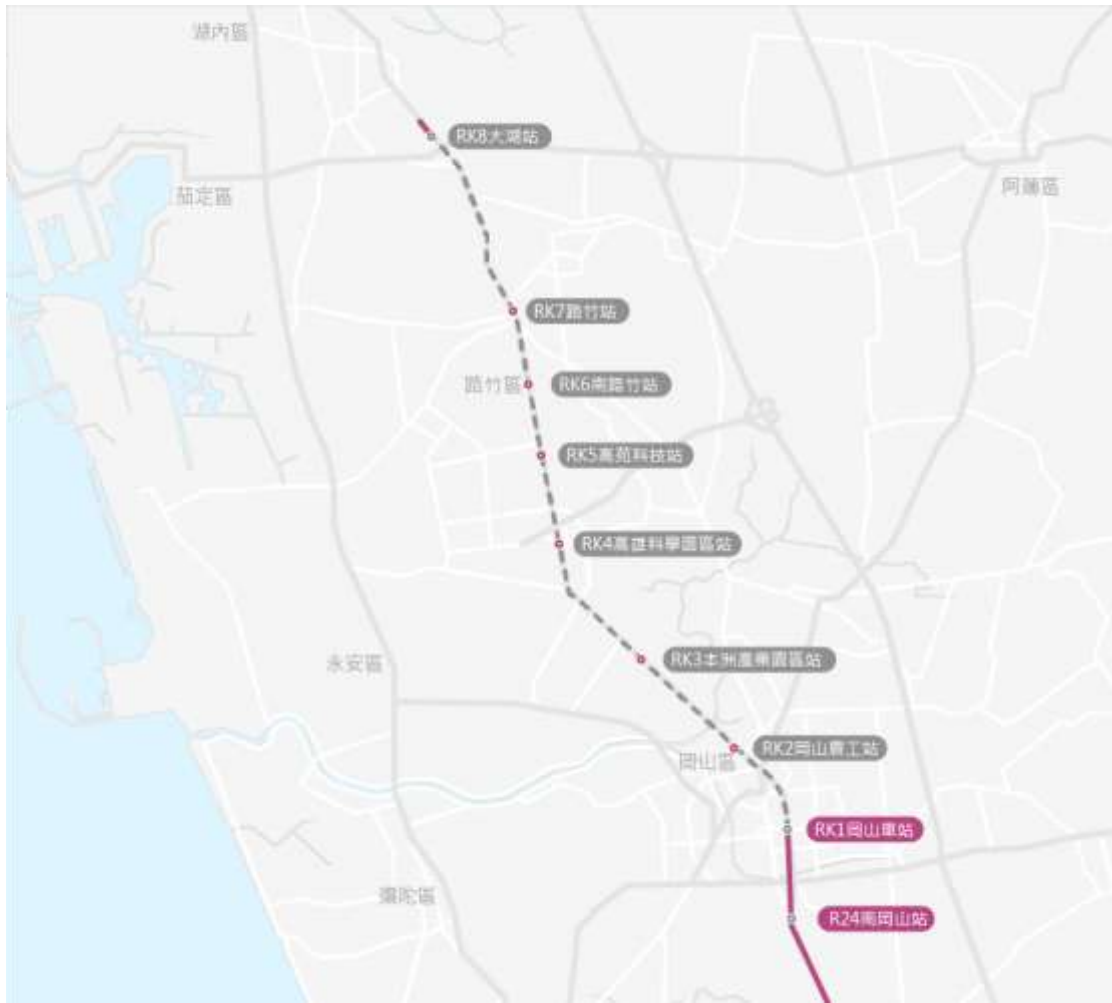 湖內區
RK8大湖站
茄定區
阿蓮區
RK7路竹站
路竹區
RK6南路竹站
RK5高苑科技站
RK4高雄科學園區站
永安區
RK3本洲產業園區站
RK2岡山農工站
岡山區
RK1岡山車站
彌陀區
R24南岡山站